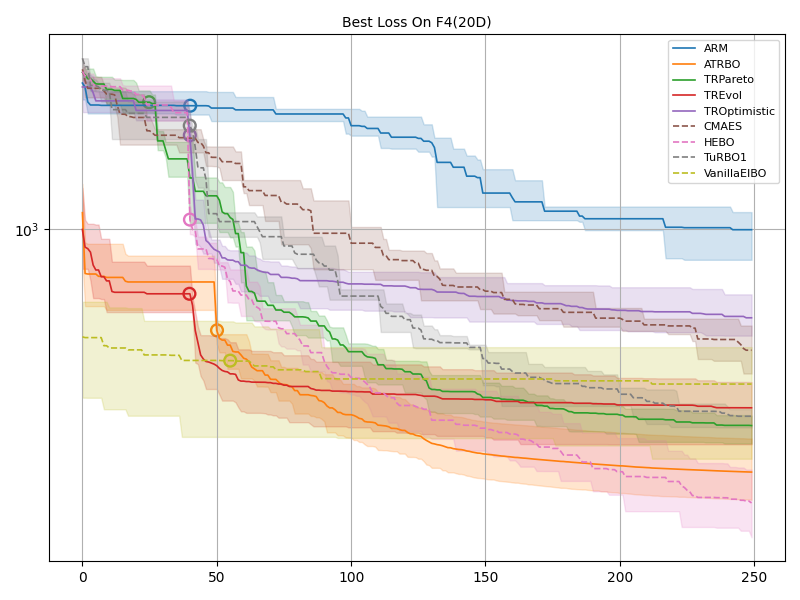 Best Loss On F4(20D)
ARM
ATRBO
TRPareto
TREvol
TROptimistic
CMAES
HEBO
TuRBO1
VanillaEIBO
10³
0 50 100 150 200 250